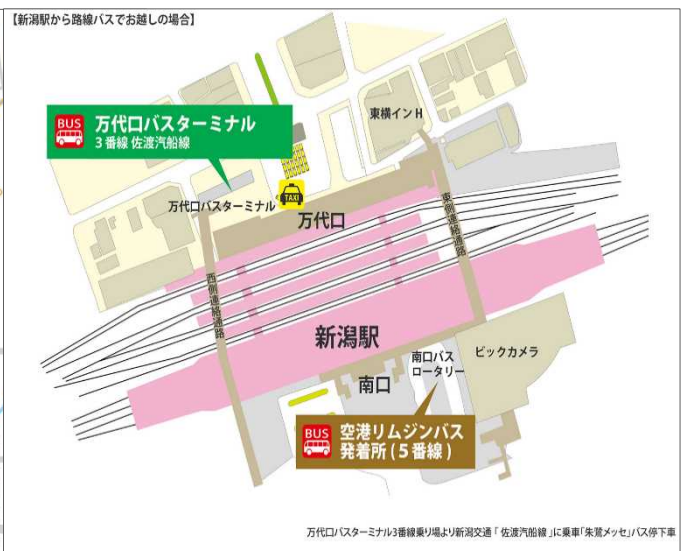 【新潟駅から路線バスでお越しの場合】
東横イン H
BUS
万代口バスターミナル
3 番線 佐渡汽船線
万代口バスターミナル
TAXI
万代口
東側連絡通路
西側連絡通路
新潟駅
南口バス
ロータリー
ビックカメラ
南口
BUS
空港リムジンバス
発着所 ( 5 番線 )
万代口バスターミナル3番線乗り場より新潟交通「 佐渡汽船線 」に乗車「朱鷺メッセ」バス停下車